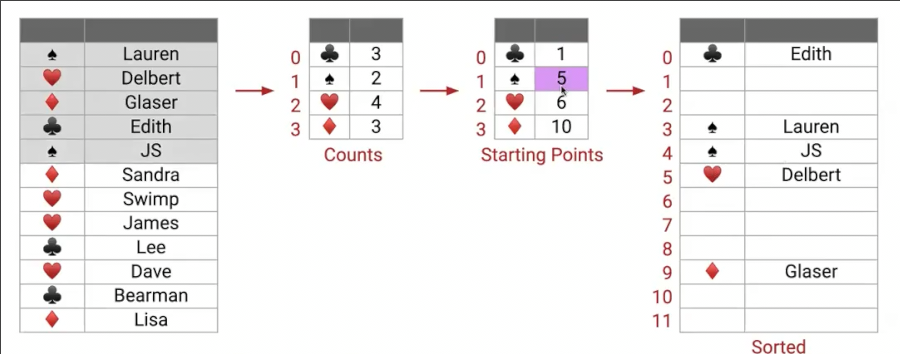 ♠ Lauren
♥ Delbert
♦ Glaser
♣ Edith
♠ JS
♦ Sandra
♥ Swimp
♥ James
♣ Lee
♥ Dave
♣ Bearman
♦ Lisa
0 ♣ 3
1 ♠ 2
2 ♥ 4
3 ♦ 3
Counts
0 ♣ 1
1 ♠ 5
2 ♥ 6
3 ♦ 10
Starting Points
0 ♣ Edith
1
2
3 ♠ Lauren
4 ♠ JS
5 ♥ Delbert
6
7
8
9 ♦ Glaser
10
11
Sorted